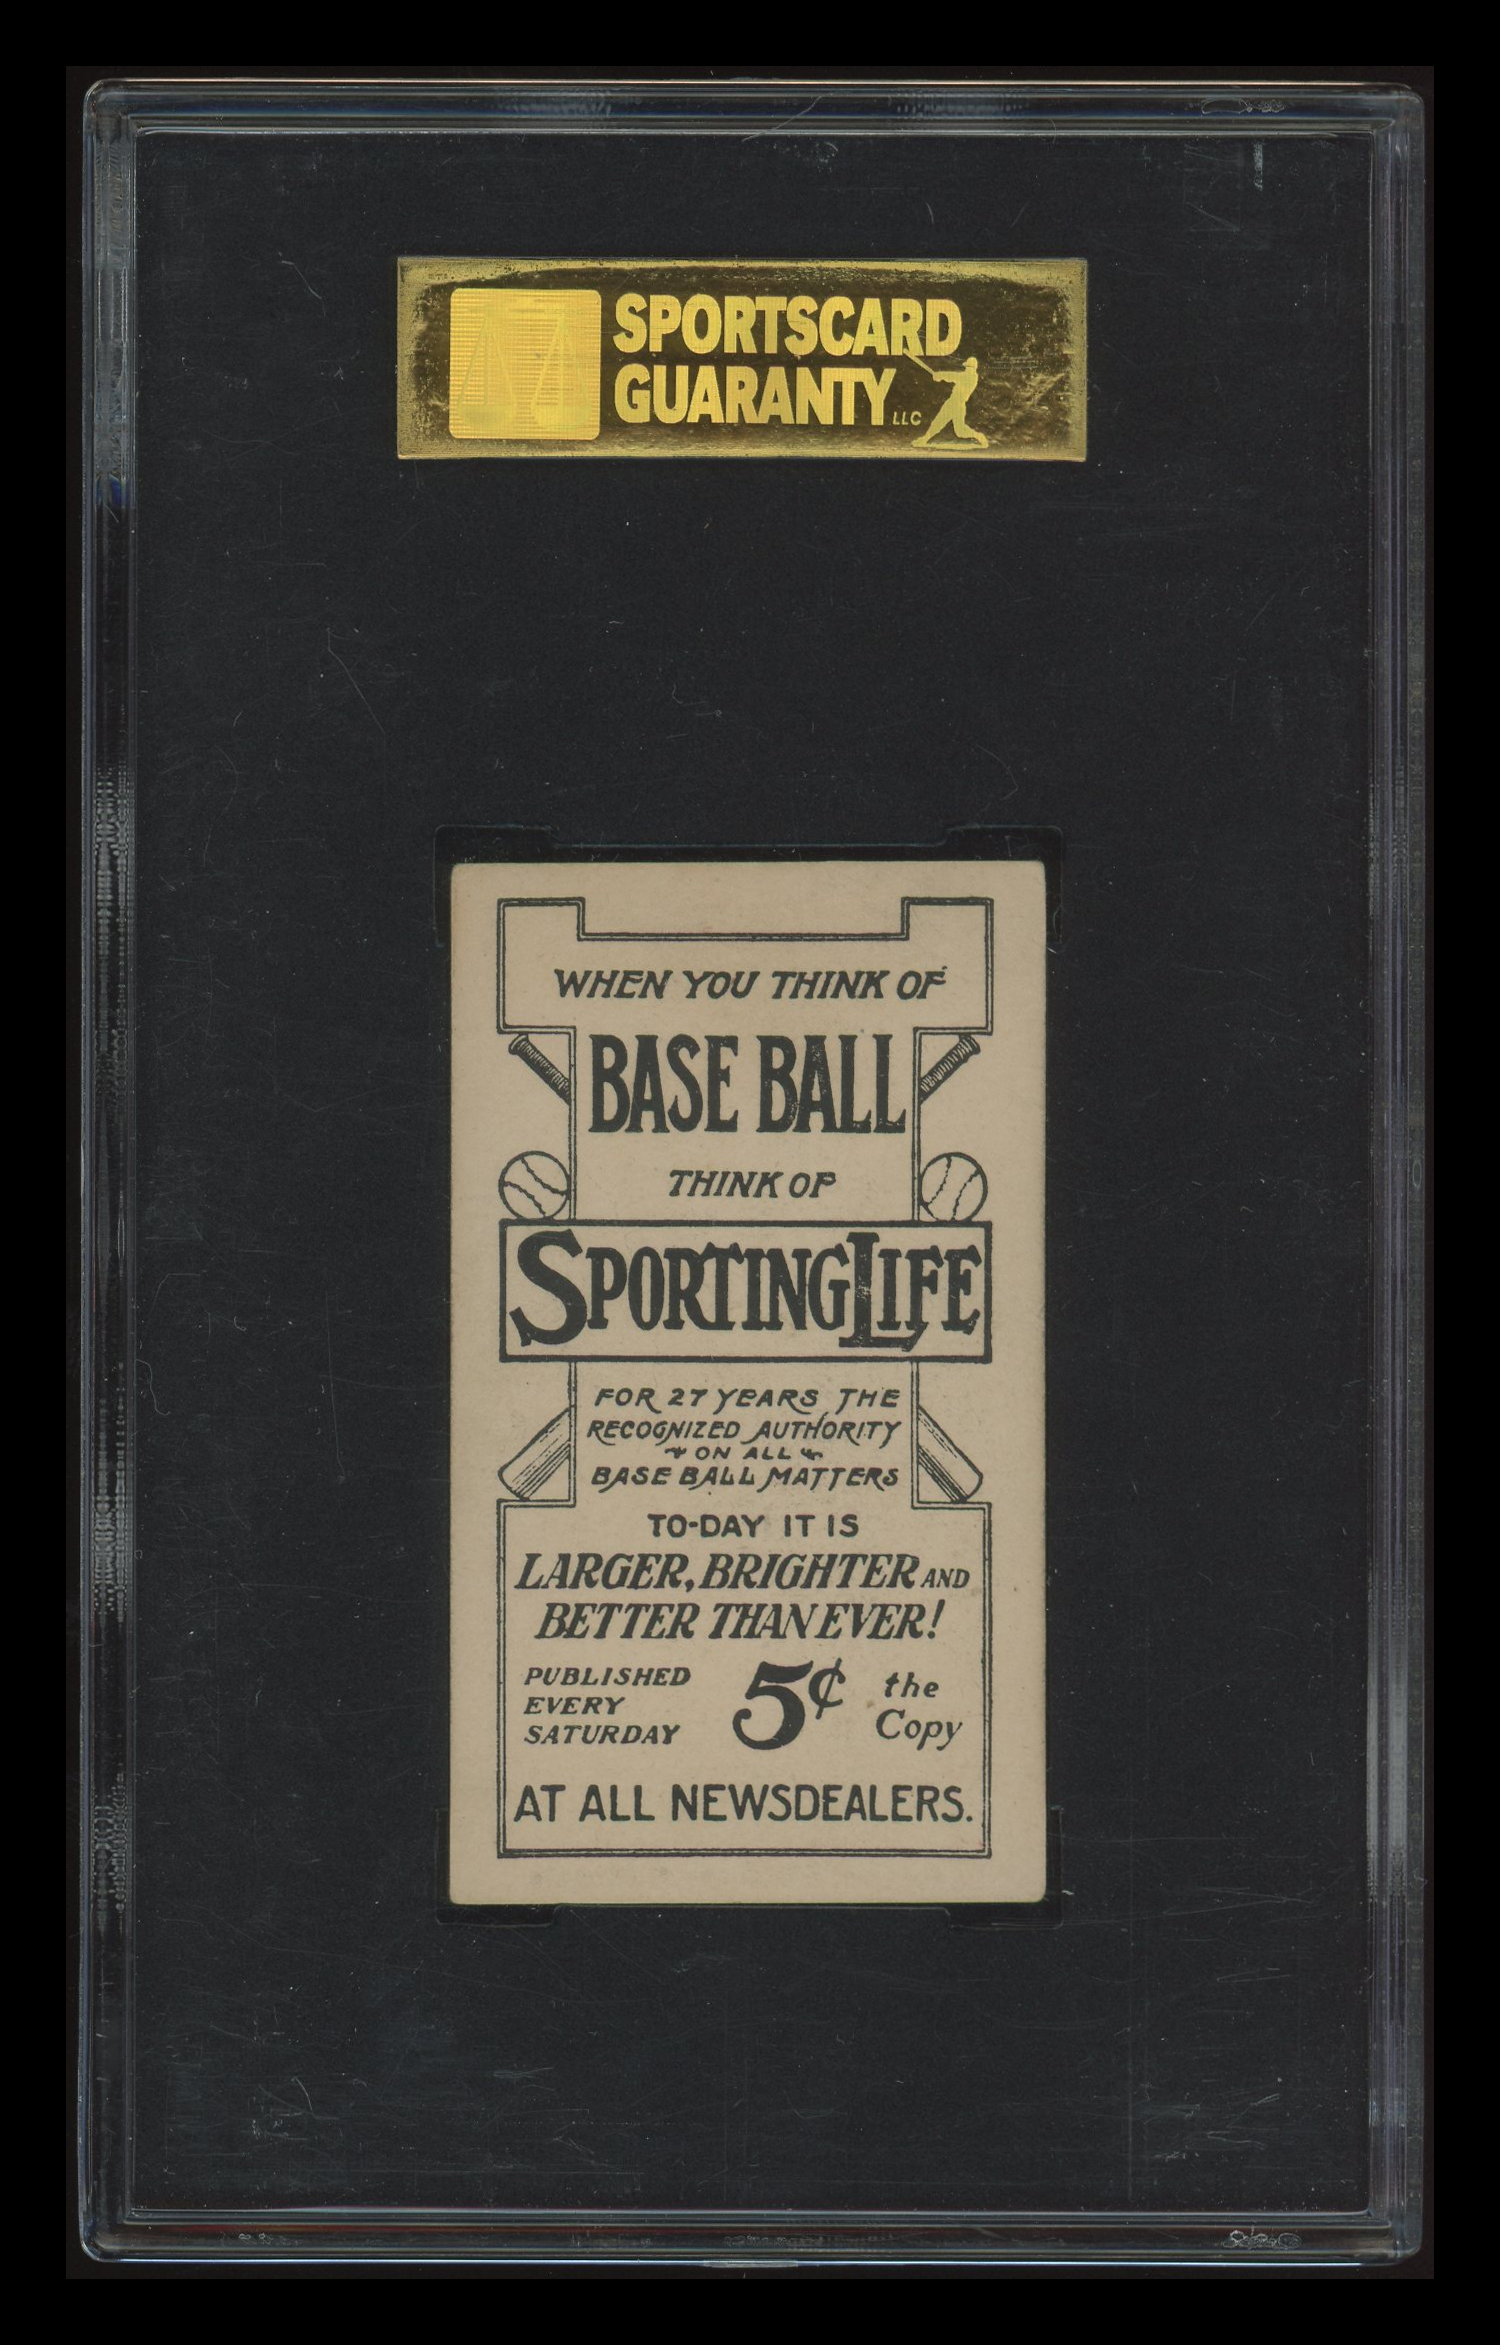 SPORTSCARD
GUARANTY LLC
WHEN YOU THINK OF
BASE BALL
THINK OF
SPORTING LIFE
FOR 27 YEARS THE
RECOGNIZED AUTHORITY
ON ALL
BASE BALL MATTERS
TO-DAY IT IS
LARGER, BRIGHTER AND
BETTER THAN EVER!
PUBLISHED
EVERY
SATURDAY
5¢
the
Copy
AT ALL NEWSDEALERS.